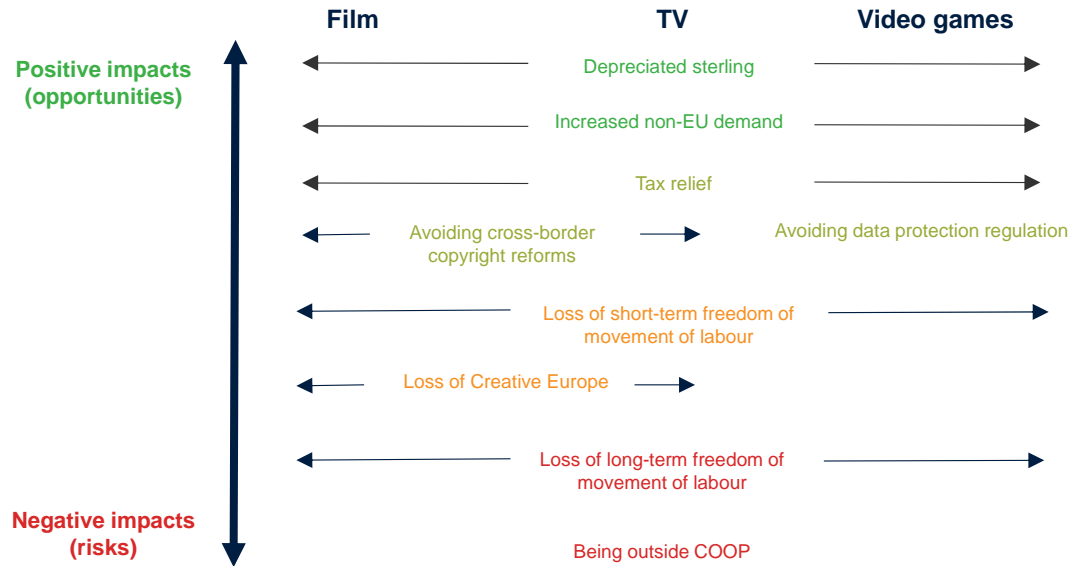 Film TV Video games
Positive impacts
(opportunities)
Depreciated sterling
Increased non-EU demand
Tax relief
Avoiding cross-border
copyright reforms
Avoiding data protection regulation
Loss of short-term freedom of
movement of labour
Loss of Creative Europe
Loss of long-term freedom of
movement of labour
Negative impacts
(risks)
Being outside COOP